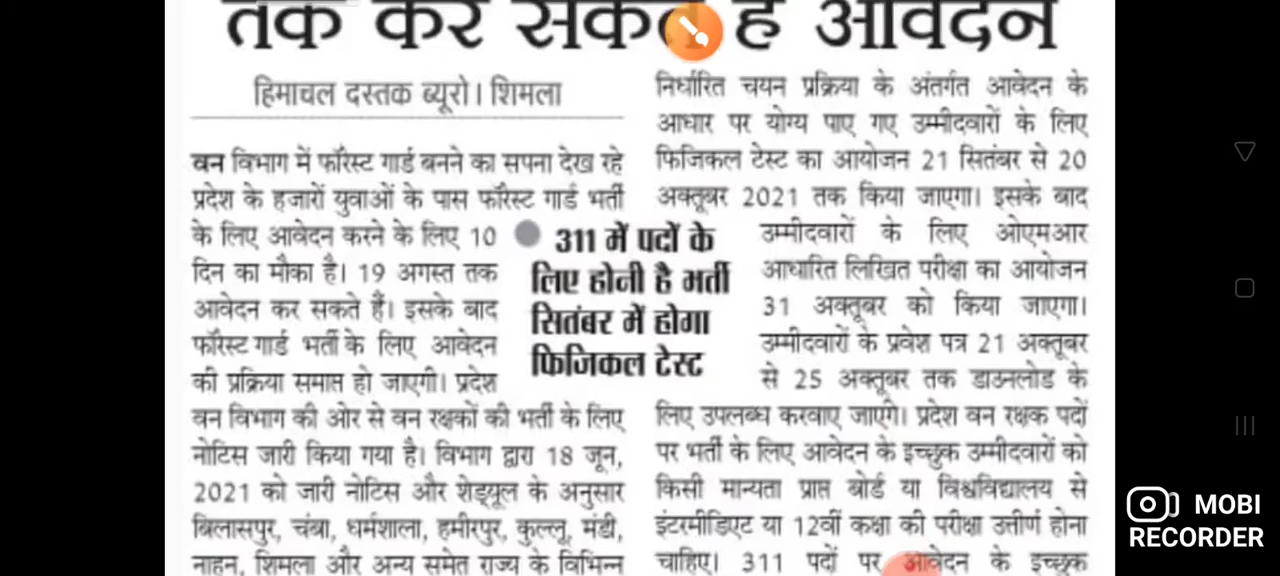 तक कर सकते हैं आवेदन
हिमाचल दस्तक ब्यूरो। शिमला
वन विभाग में फॉरेस्ट गार्ड बनने का सपना देख रहे
प्रदेश के हजारों युवाओं के पास फॉरेस्ट गार्ड भर्ती
के लिए आवेदन करने के लिए 10
दिन का मौका है। 19 अगस्त तक
आवेदन कर सकते हैं। इसके बाद
फॉरेस्ट गार्ड भर्ती के लिए आवेदन
की प्रक्रिया समाप्त हो जाएगी। प्रदेश
वन विभाग की ओर से वन रक्षकों की भर्ती के लिए
नोटिस जारी किया गया है। विभाग द्वारा 18 जून,
2021 को जारी नोटिस और शेड्यूल के अनुसार
बिलासपुर, चंबा, धर्मशाला, हमीरपुर, कुल्लू, मंडी,
नाहन, शिमला और अन्य समेत राज्य के विभिन्न
311 में पदों के
लिए होनी है भर्ती
सितंबर में होगा
फिजिकल टेस्ट
निर्धारित चयन प्रक्रिया के अंतर्गत आवेदन के
आधार पर योग्य पाए गए उम्मीदवारों के लिए
फिजिकल टेस्ट का आयोजन 21 सितंबर से 20
अक्तूबर 2021 तक किया जाएगा। इसके बाद
उम्मीदवारों के लिए ओएमआर
आधारित लिखित परीक्षा का आयोजन
31 अक्तूबर को किया जाएगा।
उम्मीदवारों के प्रवेश पत्र 21 अक्तूबर
से 25 अक्तूबर तक डाउनलोड के
लिए उपलब्ध करवाए जाएंगे। प्रदेश वन रक्षक पदों
पर भर्ती के लिए आवेदन के इच्छुक उम्मीदवारों को
किसी मान्यता प्राप्त बोर्ड या विश्वविद्यालय से
इंटरमीडिएट या 12वीं कक्षा की परीक्षा उत्तीर्ण होना
चाहिए। 311 पदों पर आवेदन के इच्छुक
MOBI
RECORDER